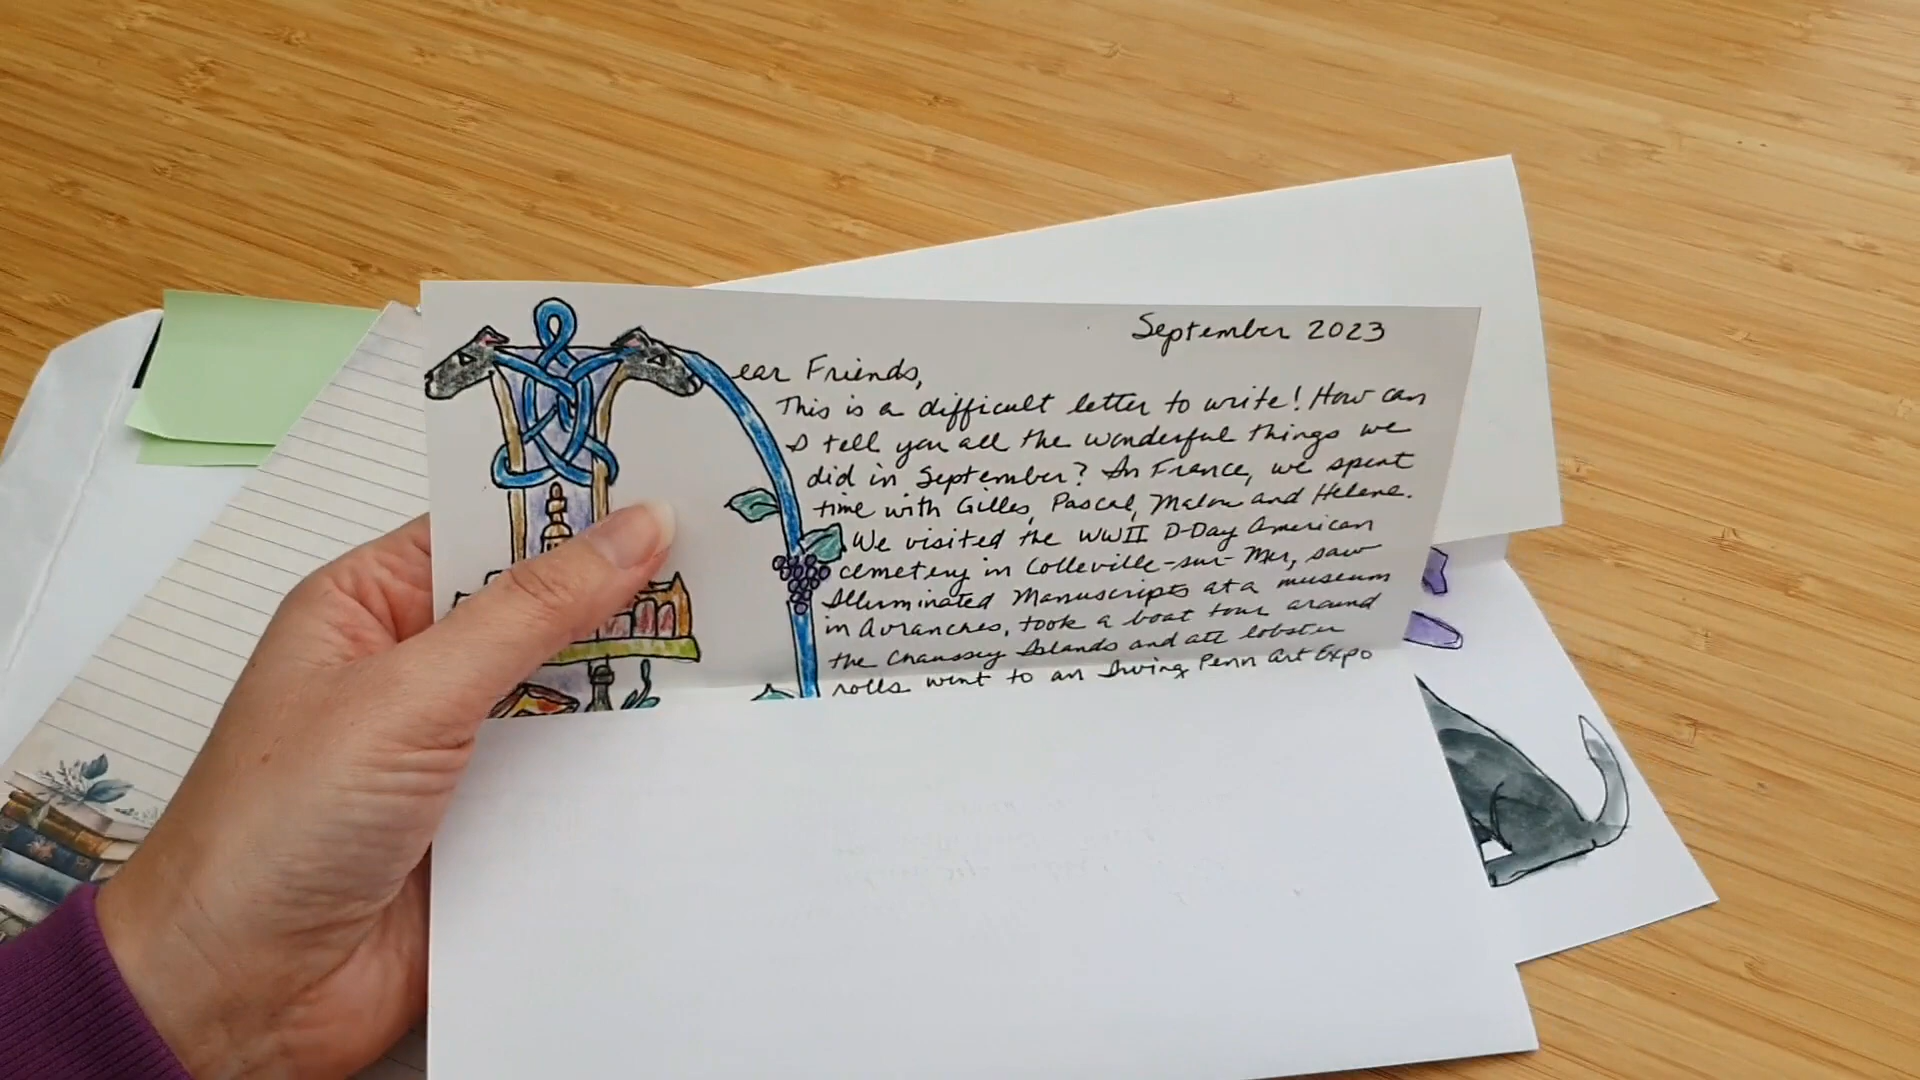 September 2023
ear Friends,
This is a difficult letter to write! How can
I tell you all the wonderful things we
did in September? In France, we spent
time with Gilles, Pascal, Malou and Helene.
We visited the WWII D-Day American
cemetery in Colleville-sur-Mer, saw
Illuminated Manuscripts at a museum
in Avranches, took a boat tour around
the Chaussey Islands and ate lobster
rolls went to an Irving Penn Art Expo